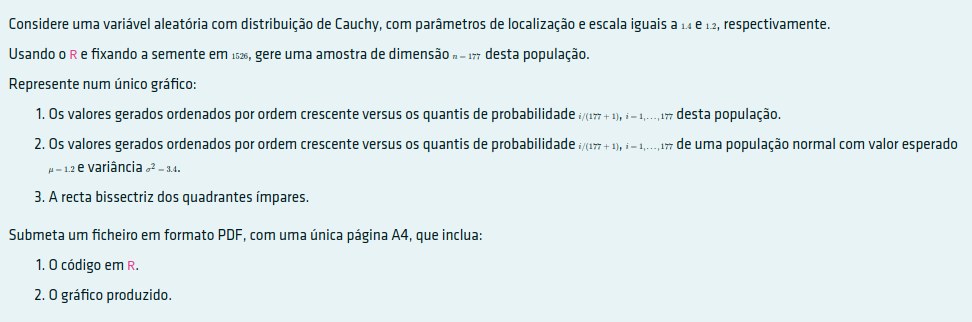 Considere uma variável aleatória com distribuição de Cauchy, com parâmetros de localização e escala iguais a 1.4 e 1.2, respectivamente.
Usando o R e fixando a semente em 1526, gere uma amostra de dimensão n = 177 desta população.
Represente num único gráfico:
1. Os valores gerados ordenados por ordem crescente versus os quantis de probabilidade i/(177 + 1), i = 1,...,177 desta população.
2. Os valores gerados ordenados por ordem crescente versus os quantis de probabilidade i/(177 + 1), i = 1,...,177 de uma população normal com valor esperado
μ = 1.2 e variância σ² = 3.4.
3. A recta bissectriz dos quadrantes ímpares.
Submeta um ficheiro em formato PDF, com uma única página A4, que inclua:
1. O código em R.
2. O gráfico produzido.